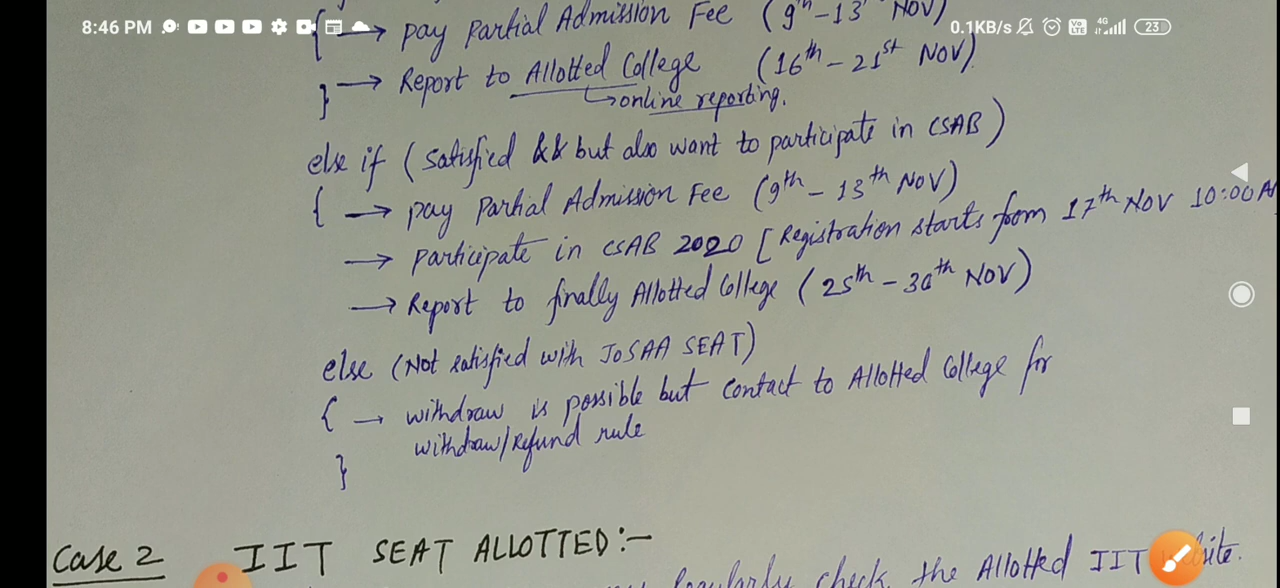 8:46 PM 0.1KB/s 4G 23
{ → pay Partial Admission Fee (9th - 13th NOV)
} → Report to Allotted College (16th - 21st NOV)
↳ online reporting.
else if (Satisfied && but also want to participate in CSAB)
{ → pay Partial Admission Fee (9th - 13th NOV)
→ Participate in CSAB 2020 [Registration starts from 17th NOV 10:00 A
→ Report to finally Allotted College (25th - 30th NOV)
else (Not satisfied with JoSAA SEAT)
{ → withdraw is possible but contact to Allotted College for
withdraw/Refund rule
}
Case 2 IIT SEAT ALLOTTED:-
regularly check the Allotted IIT website.